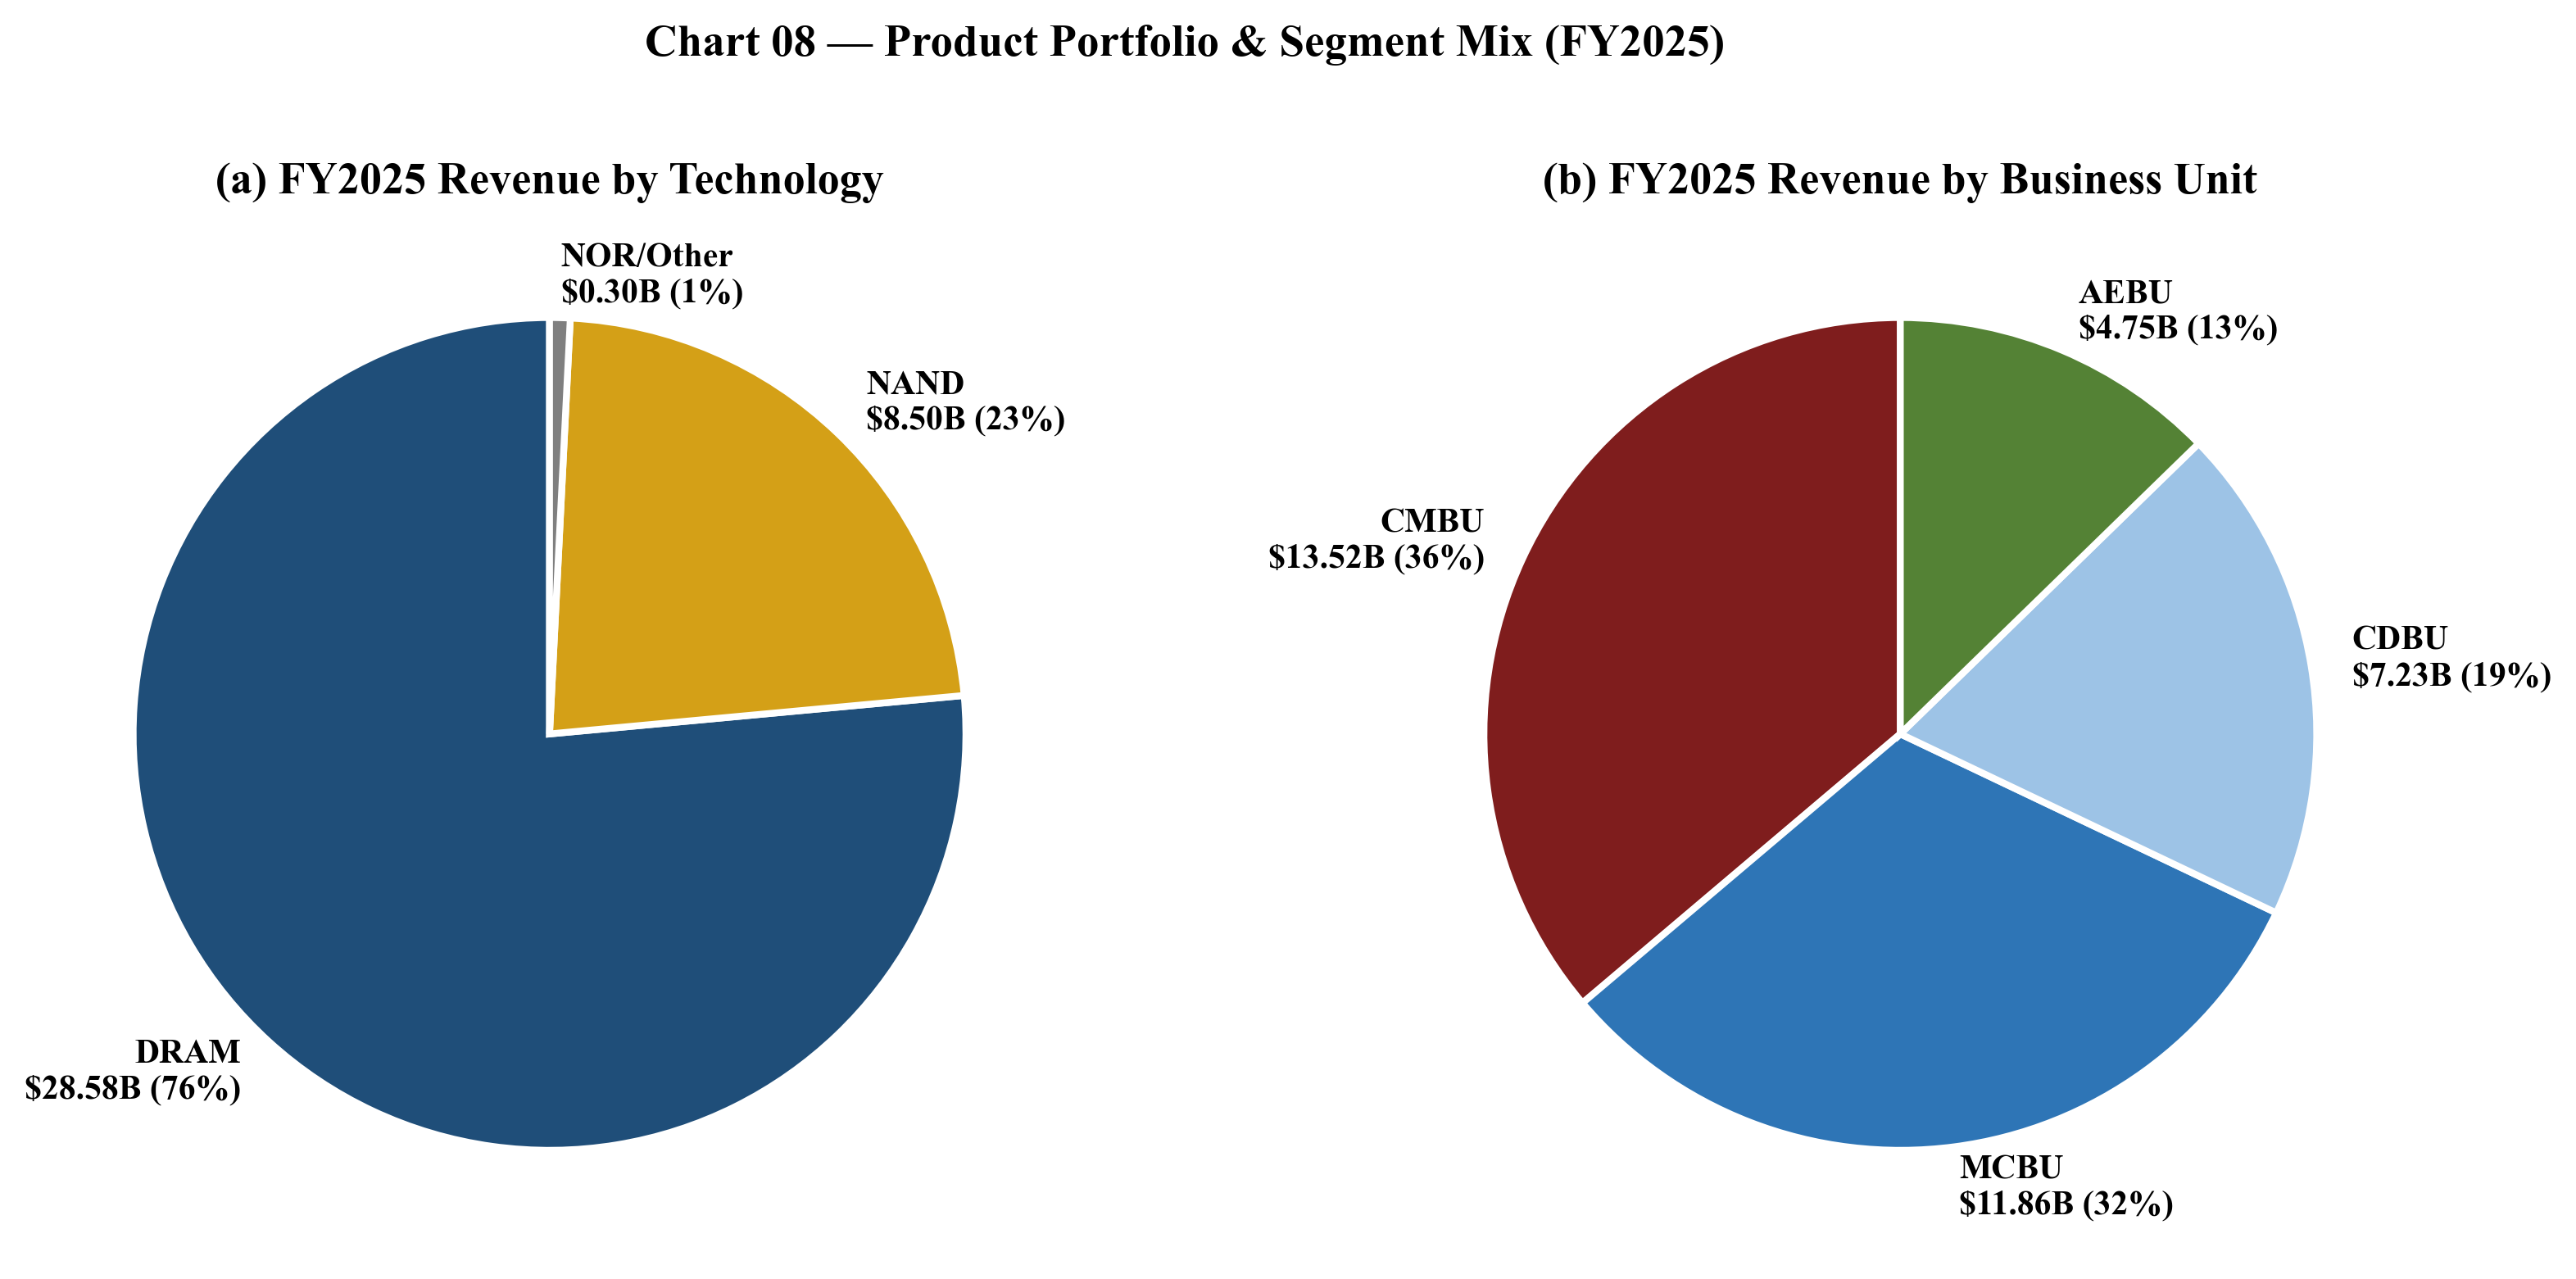 Chart 08 — Product Portfolio & Segment Mix (FY2025)
(a) FY2025 Revenue by Technology
NOR/Other
$0.30B (1%)
NAND
$8.50B (23%)
DRAM
$28.58B (76%)
(b) FY2025 Revenue by Business Unit
AEBU
$4.75B (13%)
CMBU
$13.52B (36%)
CDBU
$7.23B (19%)
MCBU
$11.86B (32%)